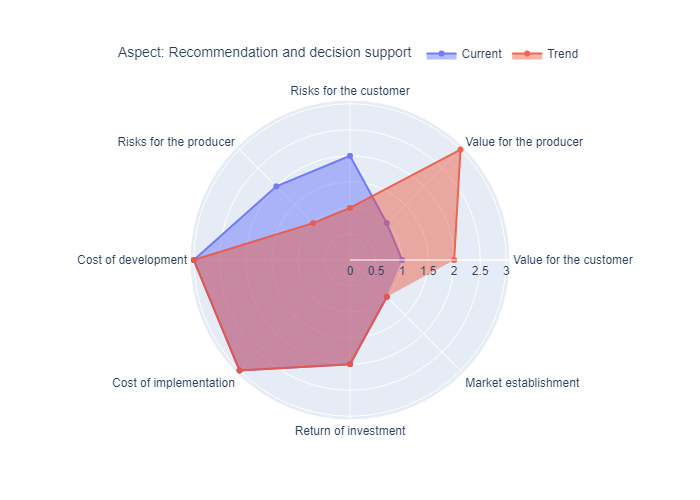 Aspect: Recommendation and decision support
Current
Trend
Risks for the customer
Risks for the producer
Value for the producer
Cost of development
Value for the customer
0 0.5 1 1.5 2 2.5 3
Cost of implementation
Market establishment
Return of investment